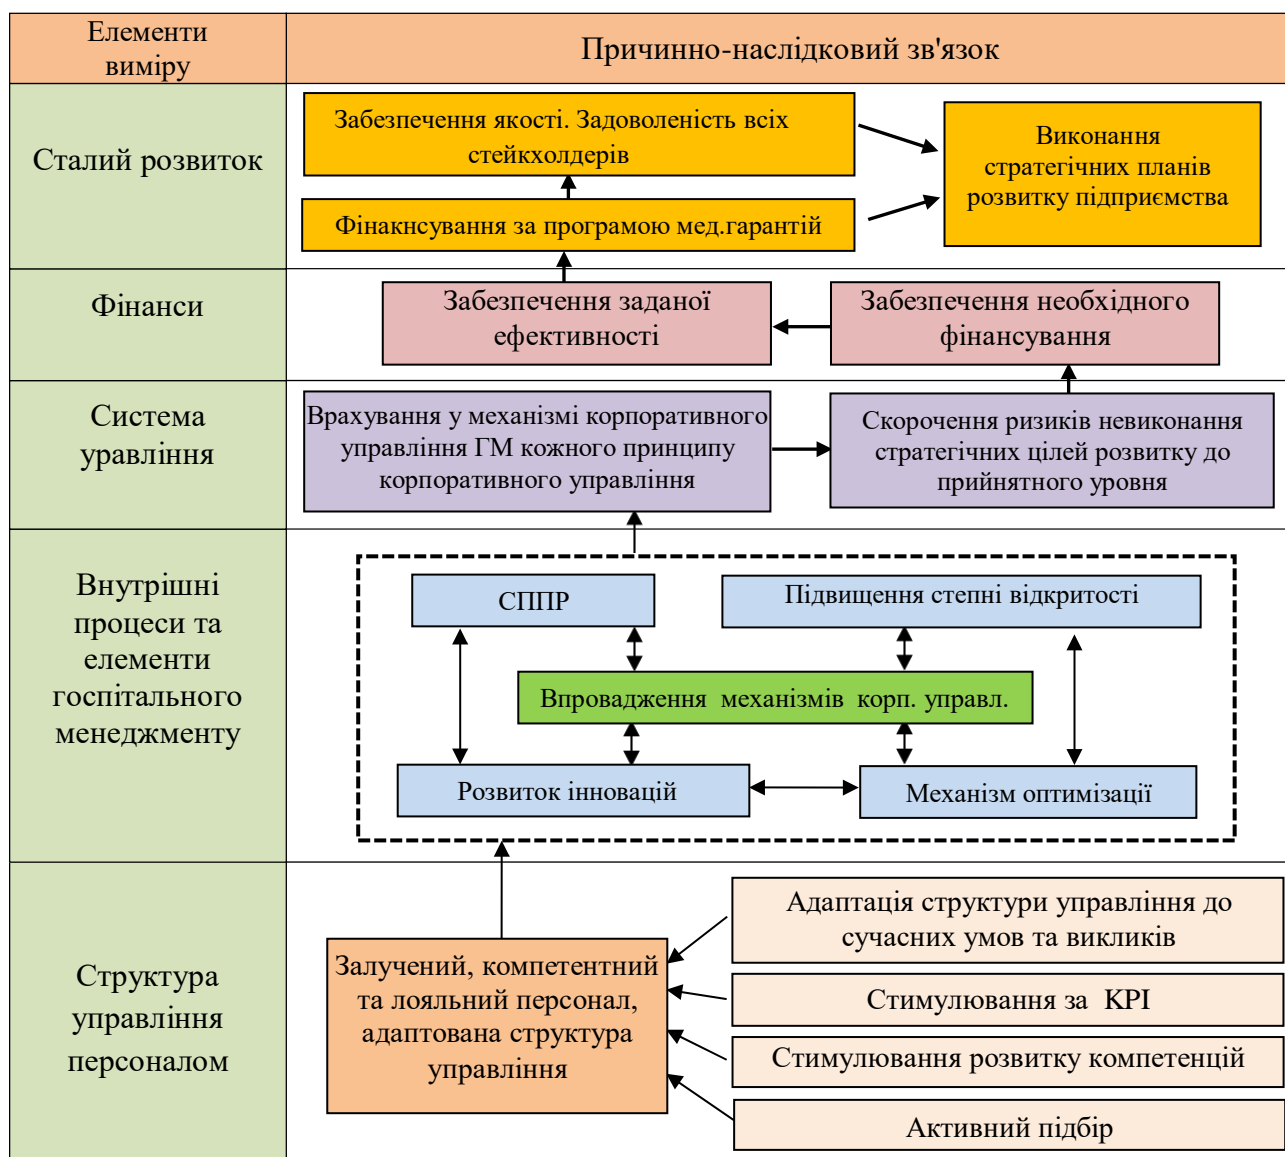 Елементи
виміру
Причинно-наслідковий зв'язок
Сталий розвиток
Забезпечення якості. Задоволеність всіх
стейкхолдерів
Виконання
стратегічних планів
розвитку підприємства
Фінакнсування за програмою мед.гарантій
Фінанси
Забезпечення заданої
ефективності
Забезпечення необхідного
фінансування
Система
уравління
Врахування у механізмі корпоративного
управління ГМ кожного принципу
корпоративного управління
Скорочення ризиків невиконання
стратегічних цілей розвитку до
прийнятного уровня
Внутрішні
процеси та
елементи
госпітального
менеджменту
СППР
Підвищення степні відкритості
Впровадження механізмів корп. управл.
Розвиток інновацій
Механізм оптимізації
Структура
управління
персоналом
Залучений, компетентний
та лояльний персонал,
адаптована структура
управління
Адаптація структури управління до
сучасних умов та викликів
Стимулювання за KPI
Стимулювання розвитку компетенцій
Активний підбір